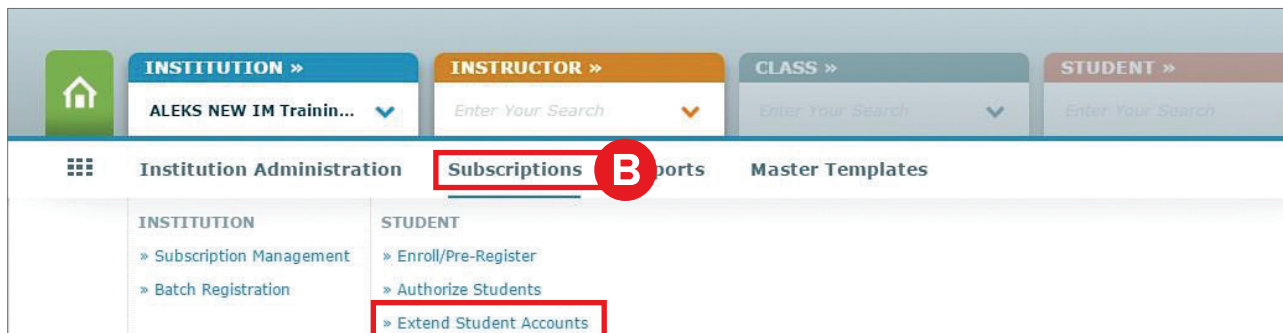 INSTITUTION »
INSTRUCTOR »
CLASS »
STUDENT »
ALEKS NEW IM Trainin...
Enter Your Search
Enter Your Search
Enter Your Search
Institution Administration
Subscriptions
B
ports
Master Templates
INSTITUTION
STUDENT
» Subscription Management
» Enroll/Pre-Register
» Batch Registration
» Authorize Students
» Extend Student Accounts